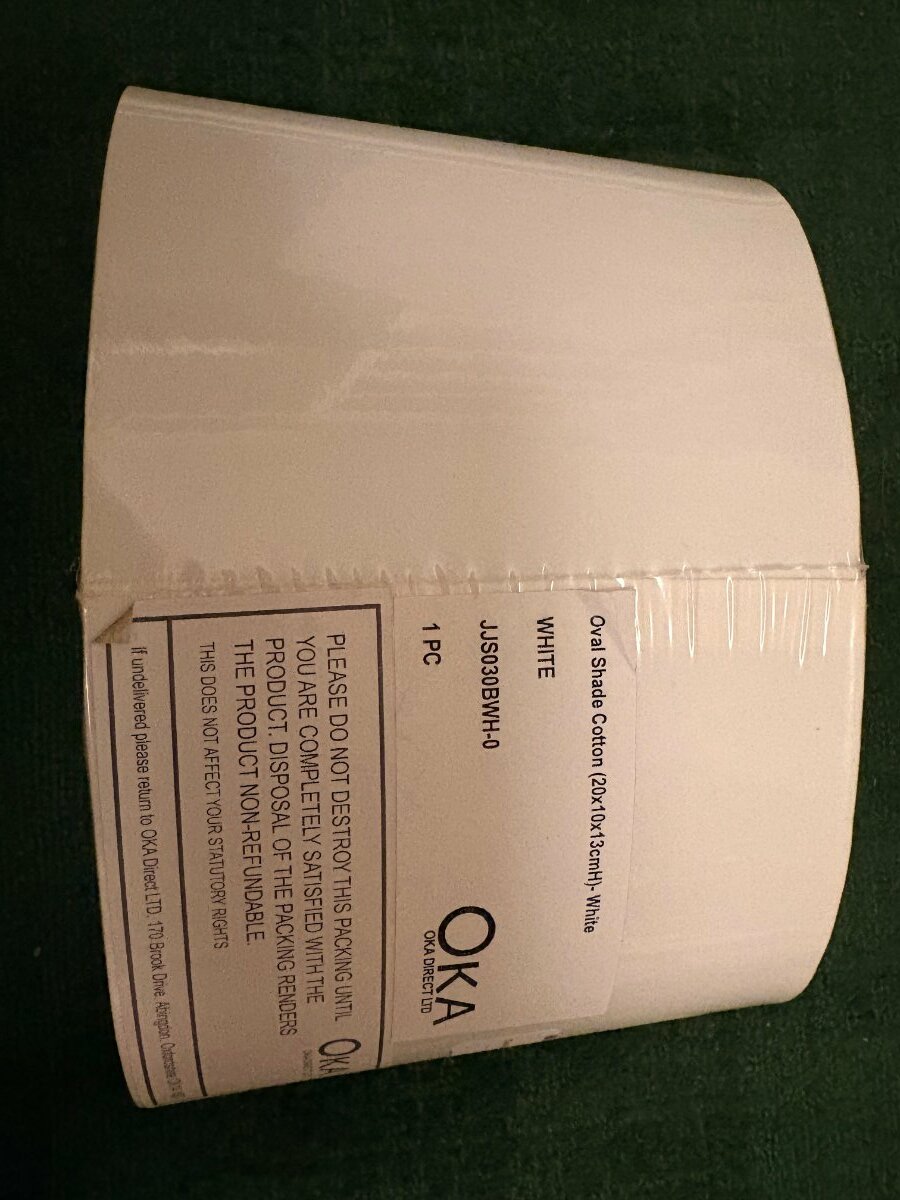 Oval Shade Cotton (20x10x13cmH)- White
WHITE
JJS030BWH-0
1 PC
OKA
OKA DIRECT LTD
PLEASE DO NOT DESTROY THIS PACKING UNTIL
YOU ARE COMPLETELY SATISFIED WITH THE
PRODUCT. DISPOSAL OF THE PACKING RENDERS
THE PRODUCT NON-REFUNDABLE.
THIS DOES NOT AFFECT YOUR STATUTORY RIGHTS
OKA
If undelivered please return to OKA Direct LTD, 170 Brook Drive, Abingdon, Oxfordshire